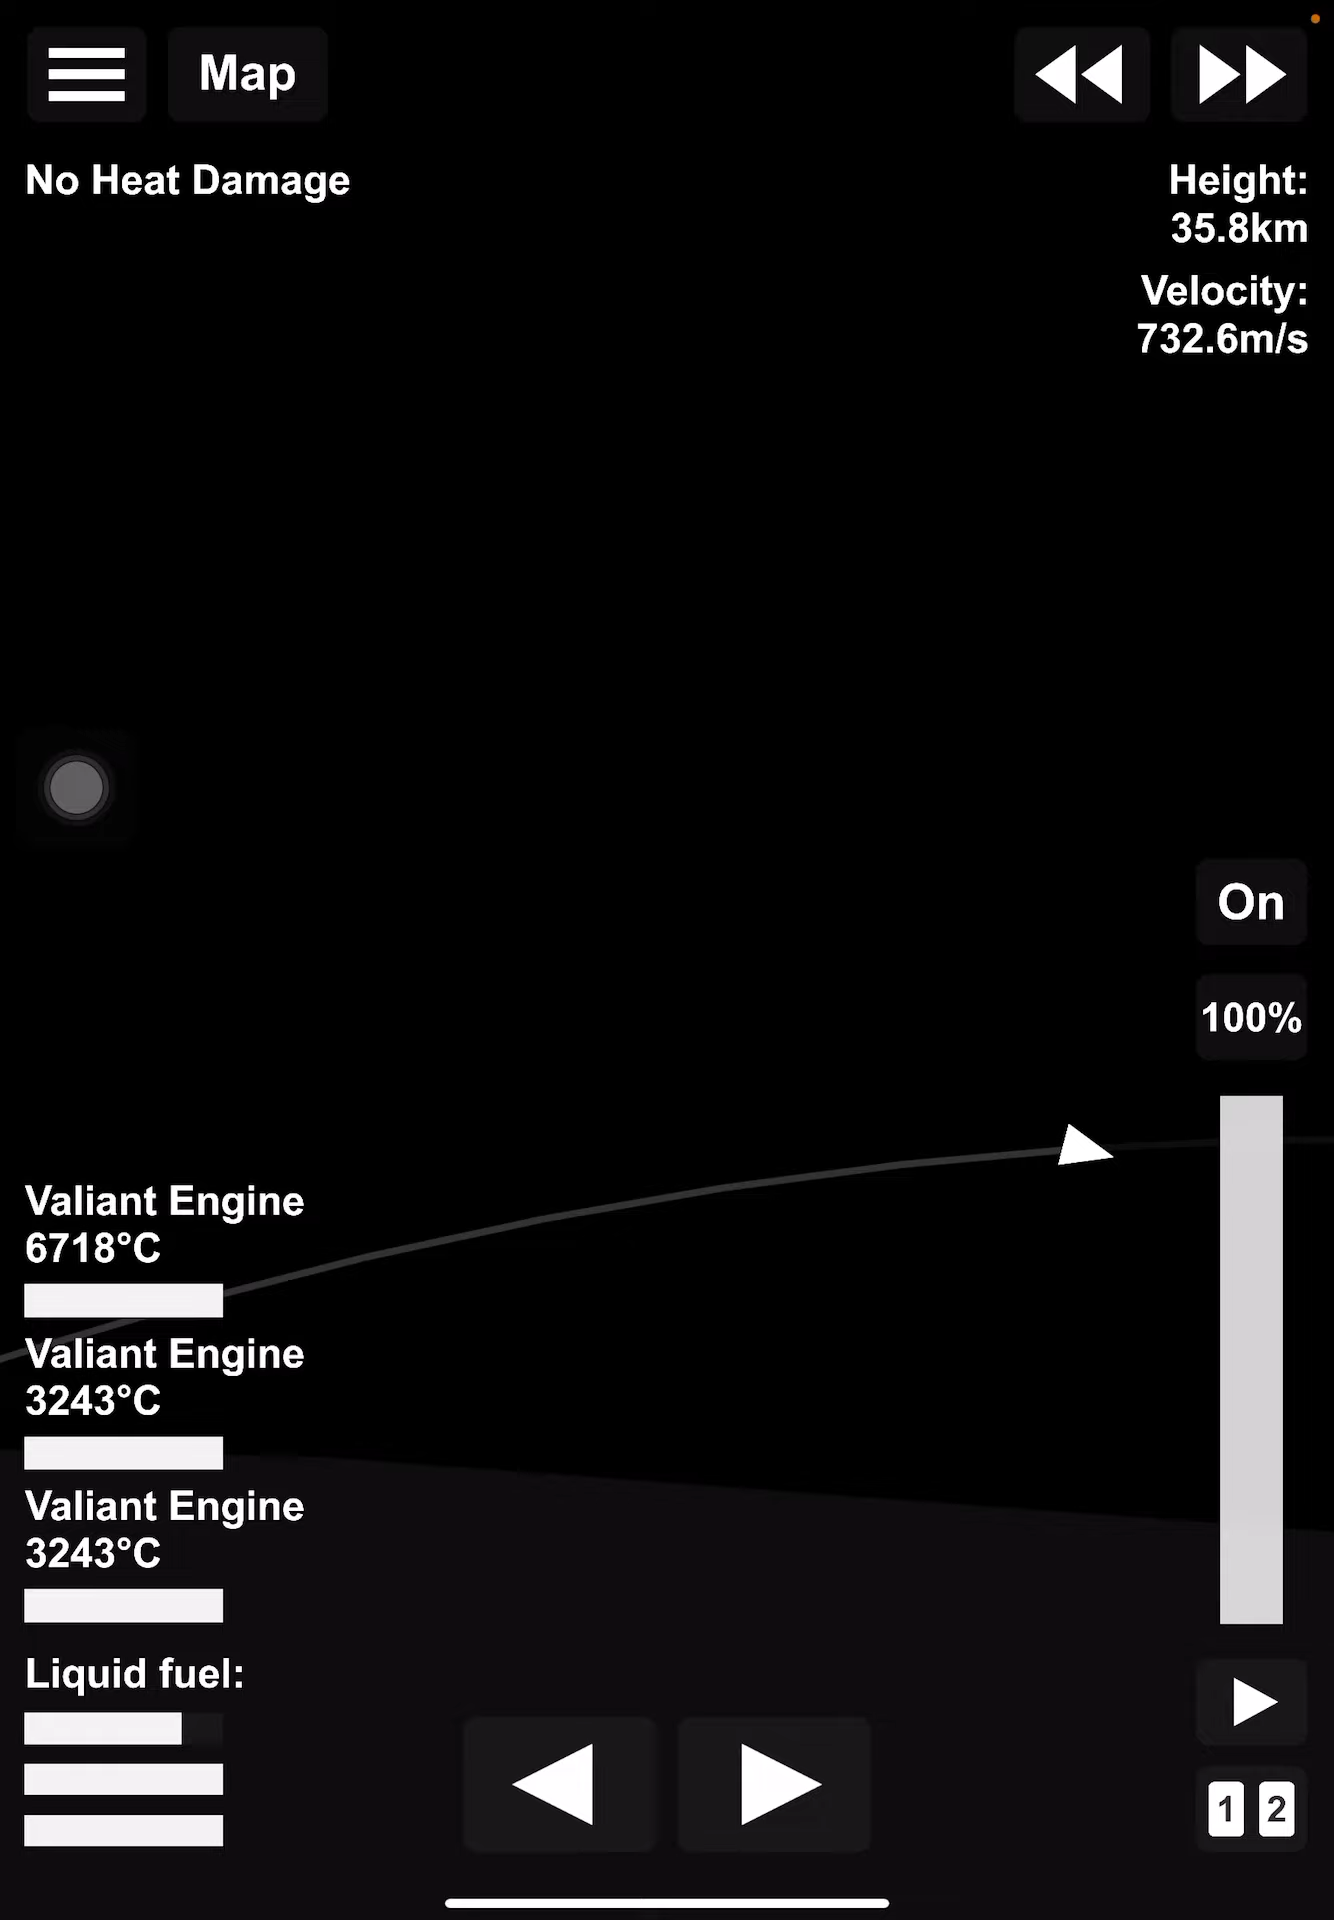 Map
No Heat Damage
Height:
35.8km
Velocity:
732.6m/s
On
100%
Valiant Engine
6718°C
Valiant Engine
3243°C
Valiant Engine
3243°C
Liquid fuel:
1 2